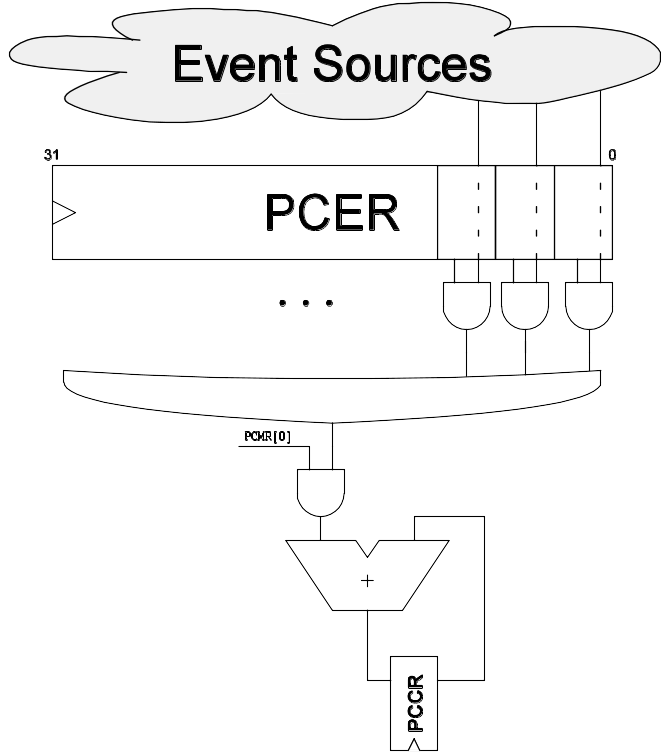 Event Sources
31
0
PCER
• • •
PCMR[0]
+
PCCR